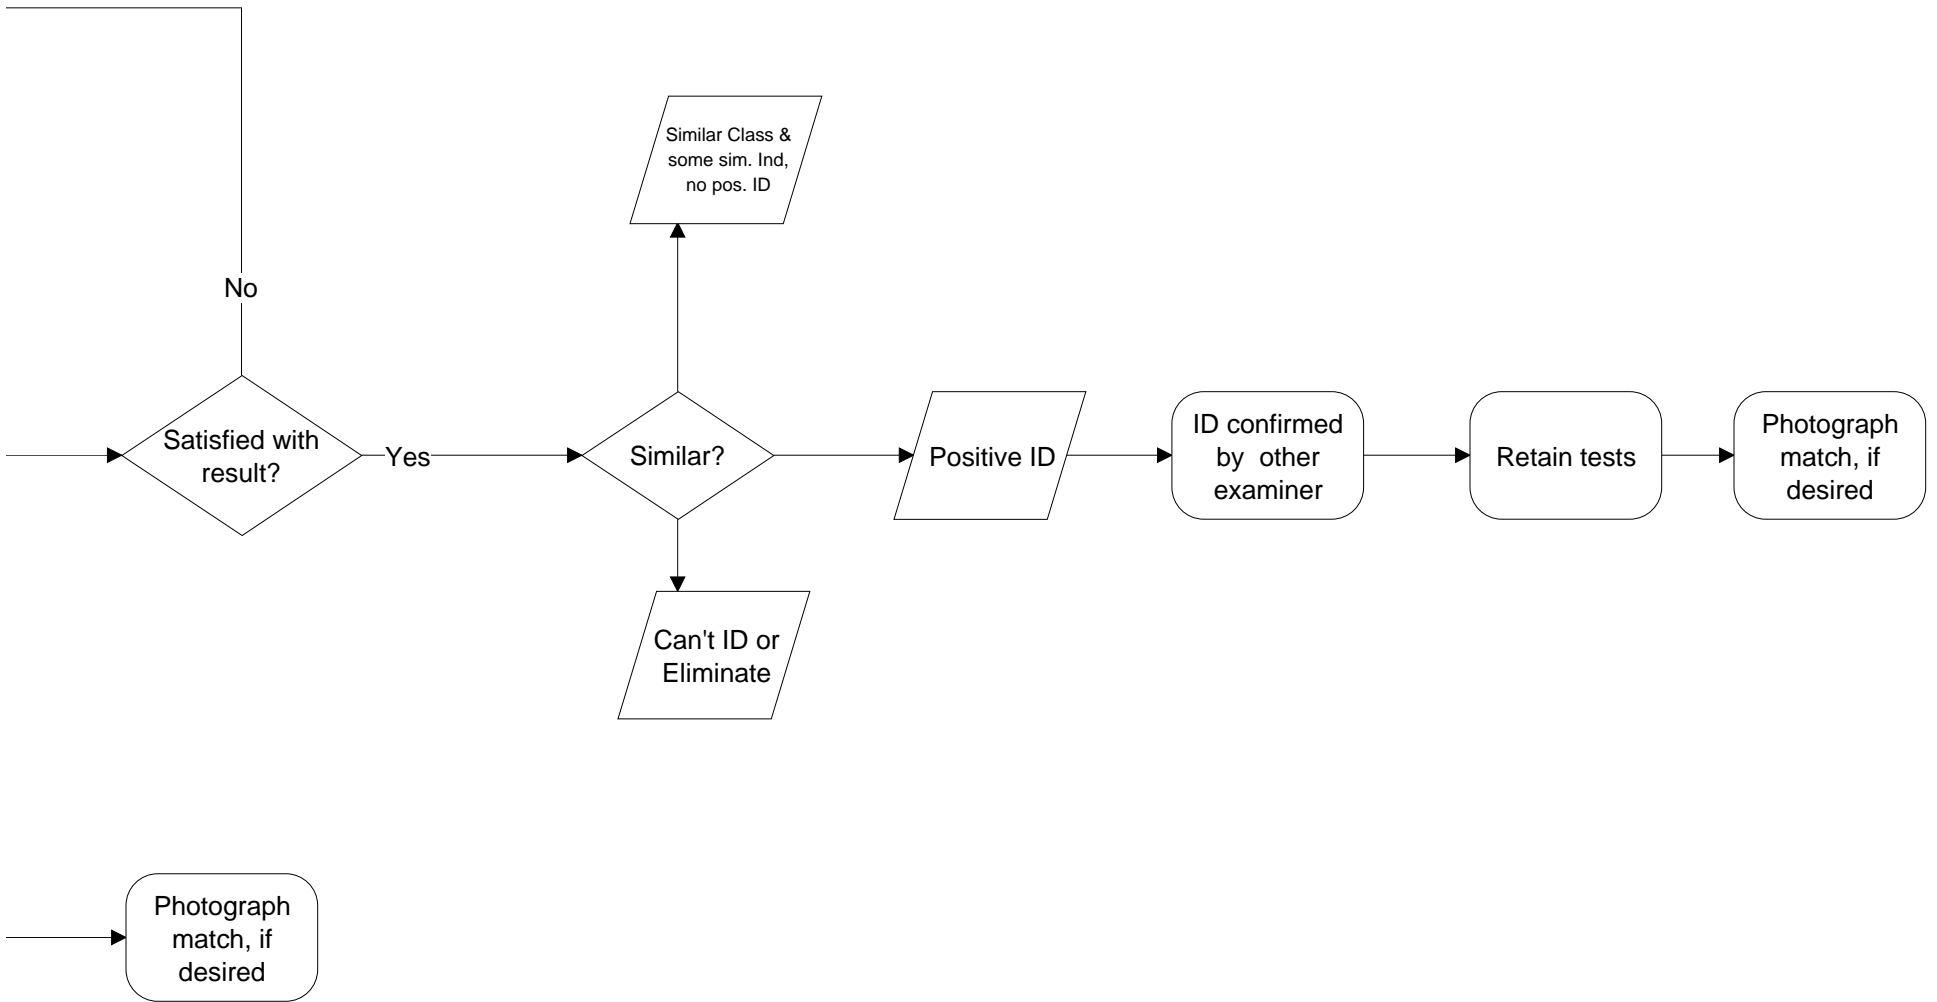 Similar Class &
some sim. Ind,
no pos. ID
No
Satisfied with
result?
Yes
Similar?
Positive ID
ID confirmed
by  other
examiner
Retain tests
Photograph
match, if
desired
Can't ID or
Eliminate
Photograph
match, if
desired